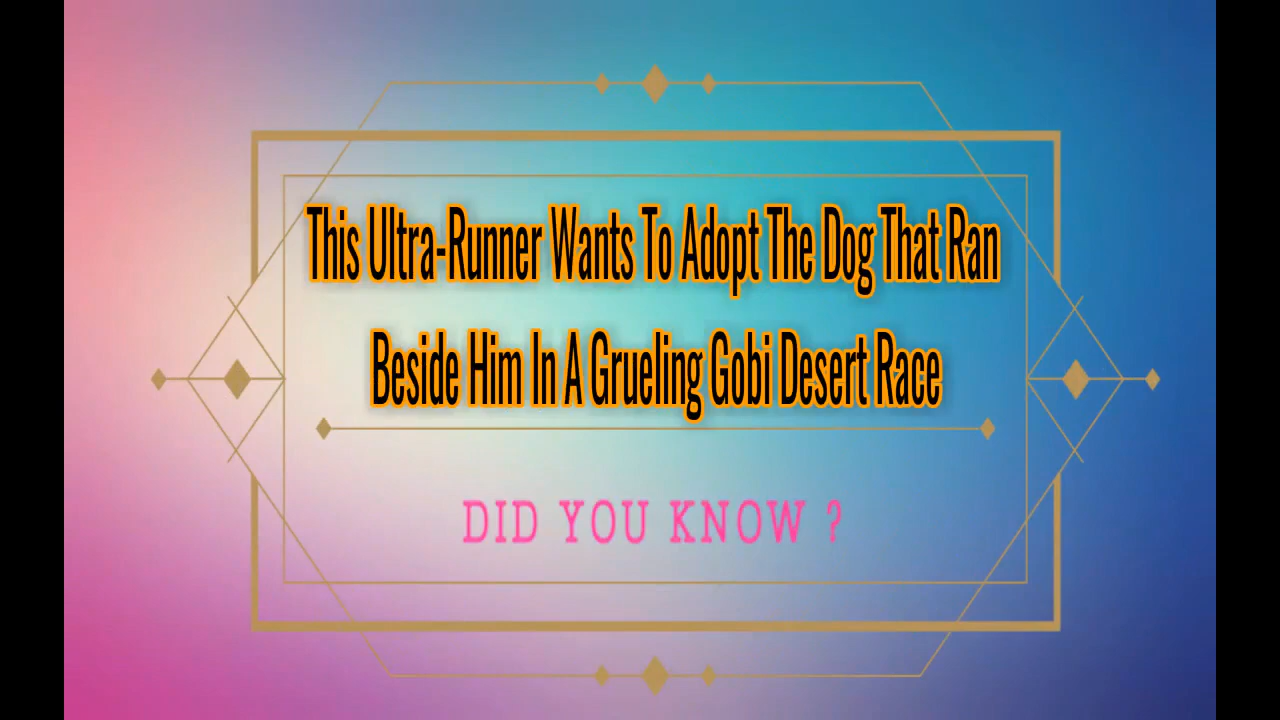 This Ultra-Runner Wants To Adopt The Dog That Ran
Beside Him In A Grueling Gobi Desert Race
DID YOU KNOW ?